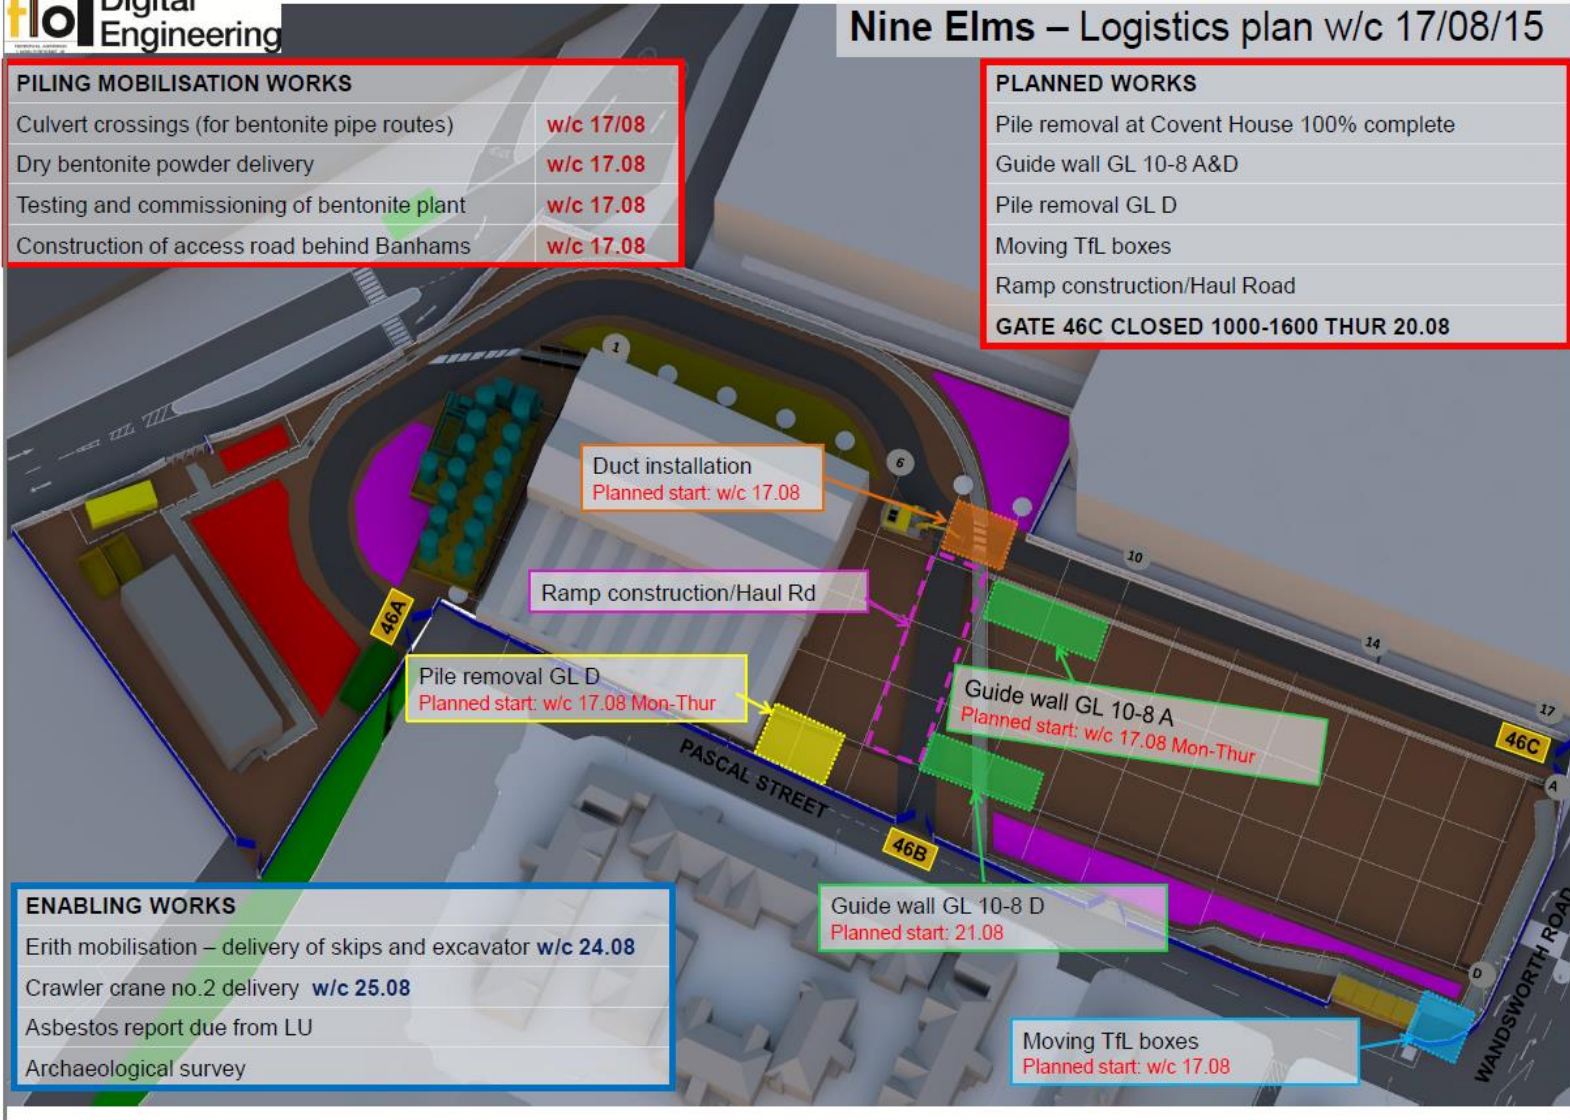 Digital
Engineering
Nine Elms – Logistics plan w/c 17/08/15
PILING MOBILISATION WORKS
Culvert crossings (for bentonite pipe routes) w/c 17/08
Dry bentonite powder delivery w/c 17.08
Testing and commissioning of bentonite plant w/c 17.08
Construction of access road behind Banhams w/c 17.08
PLANNED WORKS
Pile removal at Covent House 100% complete
Guide wall GL 10-8 A&D
Pile removal GL D
Moving TfL boxes
Ramp construction/Haul Road
GATE 46C CLOSED 1000-1600 THUR 20.08
1
Duct installation
Planned start: w/c 17.08
6
10
14
17
Ramp construction/Haul Rd
46A
Pile removal GL D
Planned start: w/c 17.08 Mon-Thur
Guide wall GL 10-8 A
Planned start: w/c 17.08 Mon-Thur
46C
A
PASCAL STREET
46B
Guide wall GL 10-8 D
Planned start: 21.08
D
WANDSWORTH ROAD
Moving TfL boxes
Planned start: w/c 17.08
ENABLING WORKS
Erith mobilisation – delivery of skips and excavator w/c 24.08
Crawler crane no.2 delivery w/c 25.08
Asbestos report due from LU
Archaeological survey